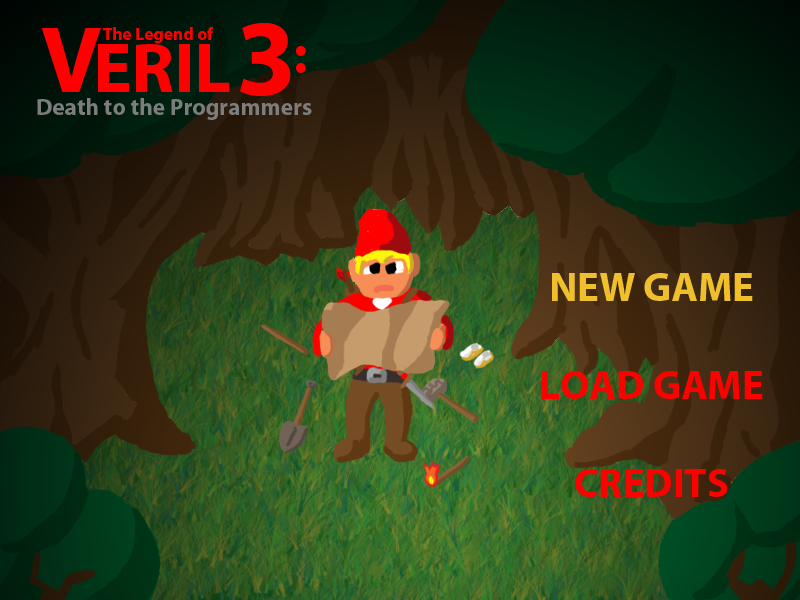 The Legend of
VERIL 3:
Death to the Programmers
NEW GAME
LOAD GAME
CREDITS